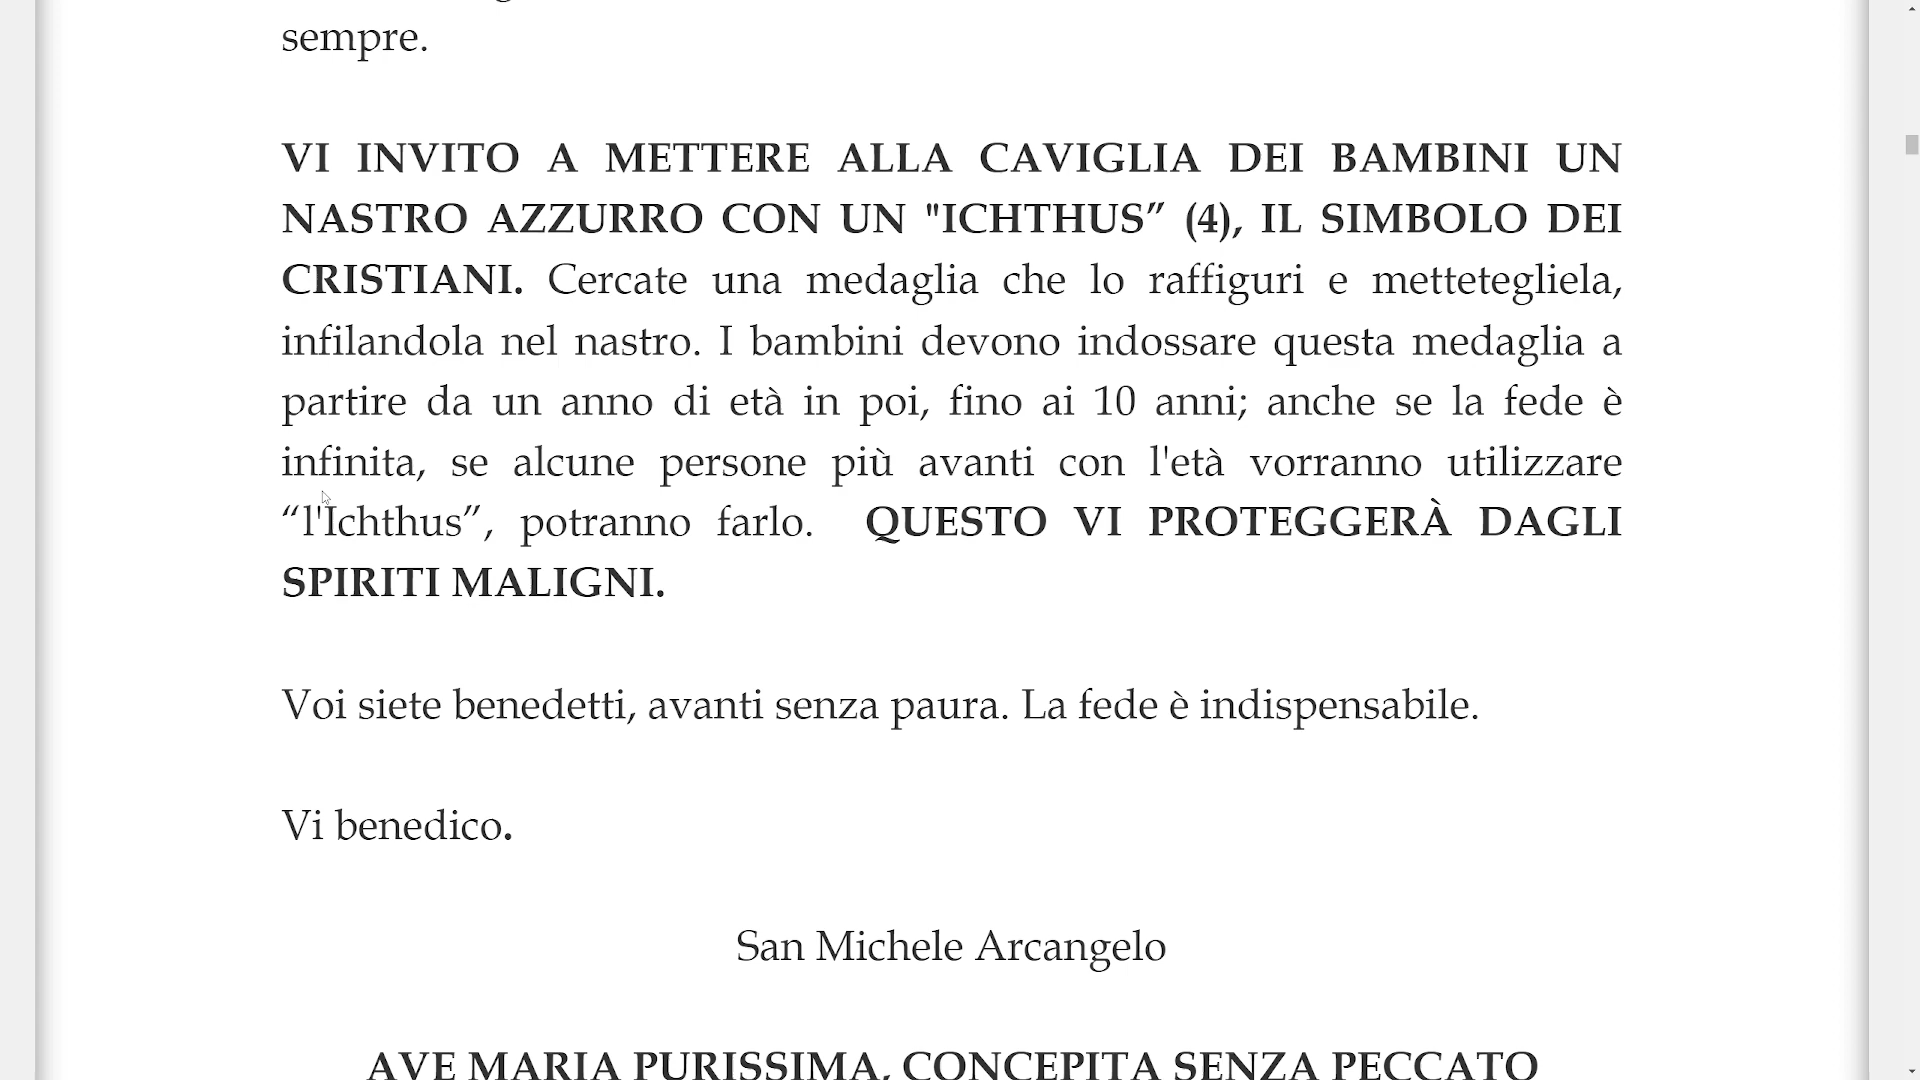 sempre.
VI INVITO A METTERE ALLA CAVIGLIA DEI BAMBINI UN
NASTRO AZZURRO CON UN "ICHTHUS” (4), IL SIMBOLO DEI
CRISTIANI. Cercate una medaglia che lo raffiguri e mettetegliela,
infilandola nel nastro. I bambini devono indossare questa medaglia a
partire da un anno di età in poi, fino ai 10 anni; anche se la fede è
infinita, se alcune persone più avanti con l'età vorranno utilizzare
“l'Ichthus”, potranno farlo. QUESTO VI PROTEGGERÀ DAGLI
SPIRITI MALIGNI.
Voi siete benedetti, avanti senza paura. La fede è indispensabile.
Vi benedico.
San Michele Arcangelo
AVE MARIA PURISSIMA, CONCEPITA SENZA PECCATO